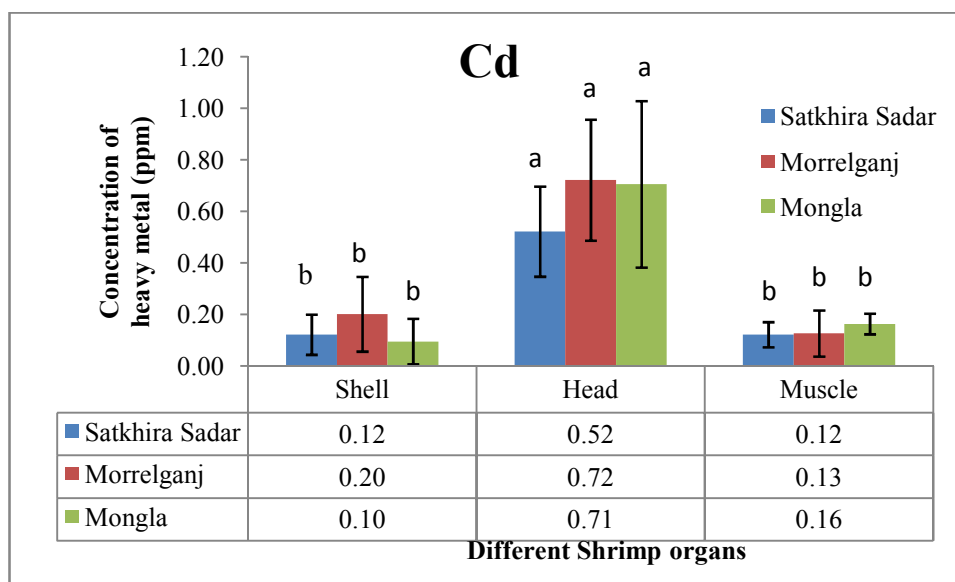 Cd
1.20
1.00
0.80
0.60
0.40
0.20
0.00
Concentration of
heavy metal (ppm)
b
b
b
a
a
a
b
b
b
Satkhira Sadar
Morrelganj
Mongla
Shell Head Muscle
Satkhira Sadar 0.12 0.52 0.12
Morrelganj 0.20 0.72 0.13
Mongla 0.10 0.71 0.16
Different Shrimp organs